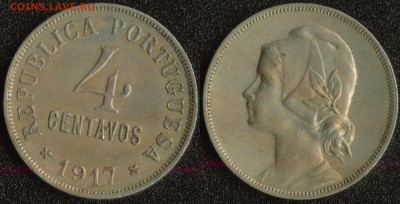 COINS.LAVE.RU
REPUBLICA PORTUGUESA
4
CENTAVOS
* 1917 *